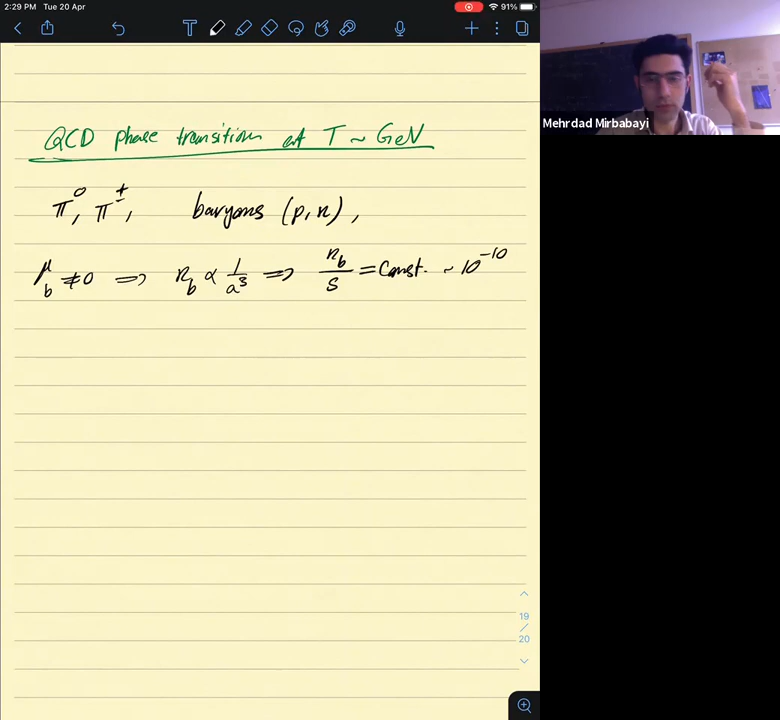 2:29 PM Tue 20 Apr
91%
T
Mehrdad Mirbabayi
QCD phase transition at T ~ GeV
π⁰, π^±, baryons (p,n),
μ_b ≠ 0 ⟹ n_b ∝ 1/a³ ⟹ n_b/s = Const. ~ 10^{-10}
19
/
20